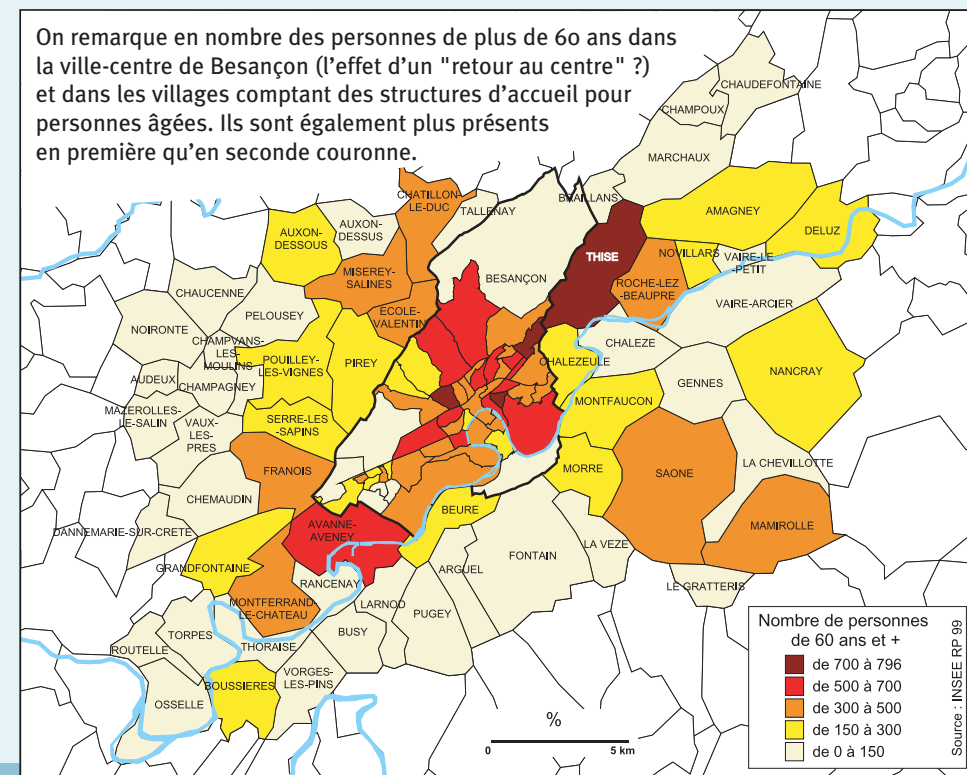 On remarque en nombre des personnes de plus de 60 ans dans
la ville-centre de Besançon (l'effet d'un "retour au centre" ?)
et dans les villages comptant des structures d'accueil pour
personnes âgées. Ils sont également plus présents
en première qu'en seconde couronne.
CHAUDEFONTAINE
CHAMPOUX
MARCHAUX
CHATILLON-
LE-DUC
TALLENAY
BRAILLANS
AMAGNEY
DELUZ
AUXON-
DESSOUS
AUXON-
DESSUS
THISE
NOVILLARS
VAIRE-LE-
-PETIT
MISEREY-
SALINES
BESANÇON
ROCHE-LEZ
-BEAUPRE
CHAUCENNE
PELOUSEY
ECOLE-
VALENTIN
VAIRE-ARCIER
NOIRONTE
CHAMPVANS-
LES-
MOULINS
CHALEZE
POUILLEY-
LES-VIGNES
PIREY
CHALEZEULE
NANCRAY
AUDEUX
CHAMPAGNEY
GENNES
MAZEROLLES-
LE-SALIN
MONTFAUCON
VAUX-
LES-
PRES
SERRE-LES
-SAPINS
FRANOIS
MORRE
SAONE
LA CHEVILLOTTE
CHEMAUDIN
BEURE
AVANNE-
AVENEY
MAMIROLLE
DANNEMARIE-SUR-CRETE
FONTAIN
LA VEZE
GRANDFONTAINE
ARGUEL
RANCENAY
LE GRATTERIS
MONTFERRAND-
LE-CHATEAU
LARNOD
PUGEY
TORPES
BUSY
ROUTELLE
THORAISE
VORGES-
LES-PINS
BOUSSIERES
OSSELLE
%
0 5 km
Nombre de personnes
de 60 ans et +
de 700 à 796
de 500 à 700
de 300 à 500
de 150 à 300
de 0 à 150
Source : INSEE RP 99